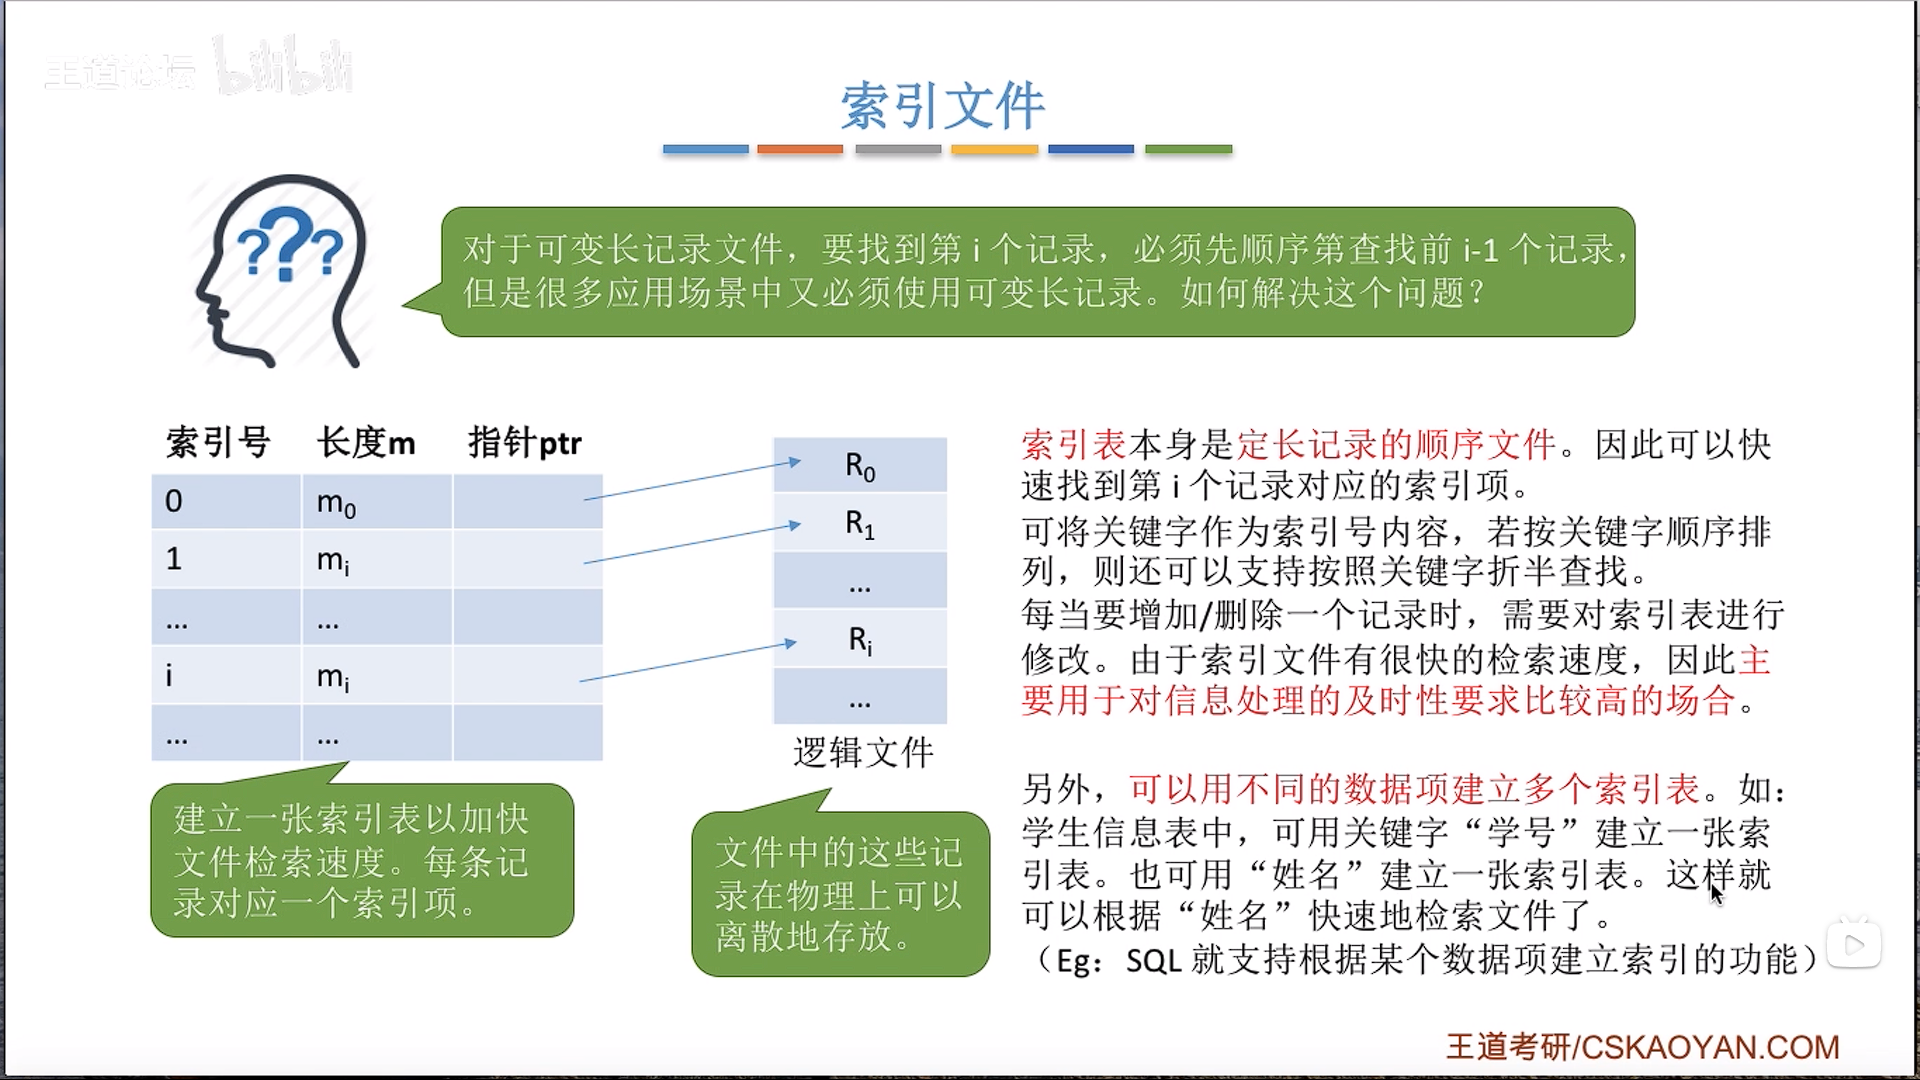 王道论坛 bilibili
索引文件
???
对于可变长记录文件，要找到第 i 个记录，必须先顺序第查找前 i-1 个记录，
但是很多应用场景中又必须使用可变长记录。如何解决这个问题？
索引号 长度m 指针ptr
0 m0
1 mi
... ...
i mi
... ...
R0
R1
...
Ri
...
逻辑文件
建立一张索引表以加快
文件检索速度。每条记
录对应一个索引项。
文件中的这些记
录在物理上可以
离散地存放。
索引表本身是定长记录的顺序文件。因此可以快
速找到第 i 个记录对应的索引项。
可将关键字作为索引号内容，若按关键字顺序排
列，则还可以支持按照关键字折半查找。
每当要增加/删除一个记录时，需要对索引表进行
修改。由于索引文件有很快的检索速度，因此主
要用于对信息处理的及时性要求比较高的场合。
另外，可以用不同的数据项建立多个索引表。如：
学生信息表中，可用关键字“学号”建立一张索
引表。也可用“姓名”建立一张索引表。这样就
可以根据“姓名”快速地检索文件了。
（Eg：SQL 就支持根据某个数据项建立索引的功能）
王道考研/CSKAOYAN.COM